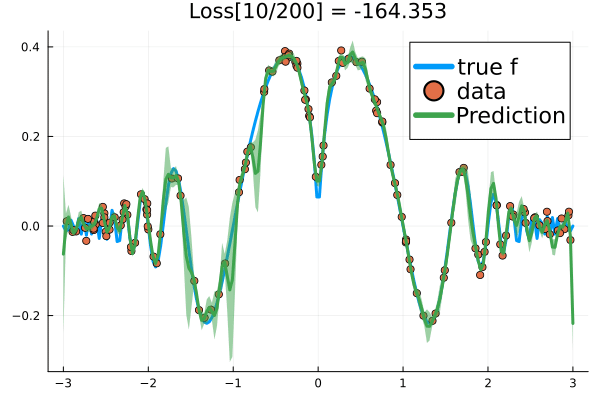 Loss[10/200] = -164.353
0.4
true f
data
Prediction
0.2
0.0
−0.2
−3 −2 −1 0 1 2 3